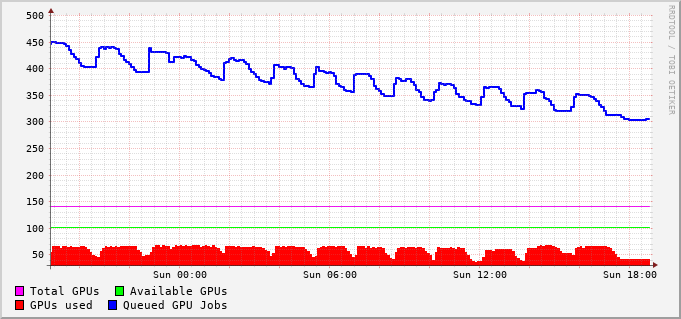 500
450
400
350
300
250
200
150
100
50
Sun 00:00 Sun 06:00 Sun 12:00 Sun 18:00
Total GPUs Available GPUs
GPUs used Queued GPU Jobs
RRDTOOL / TOBI OETIKER